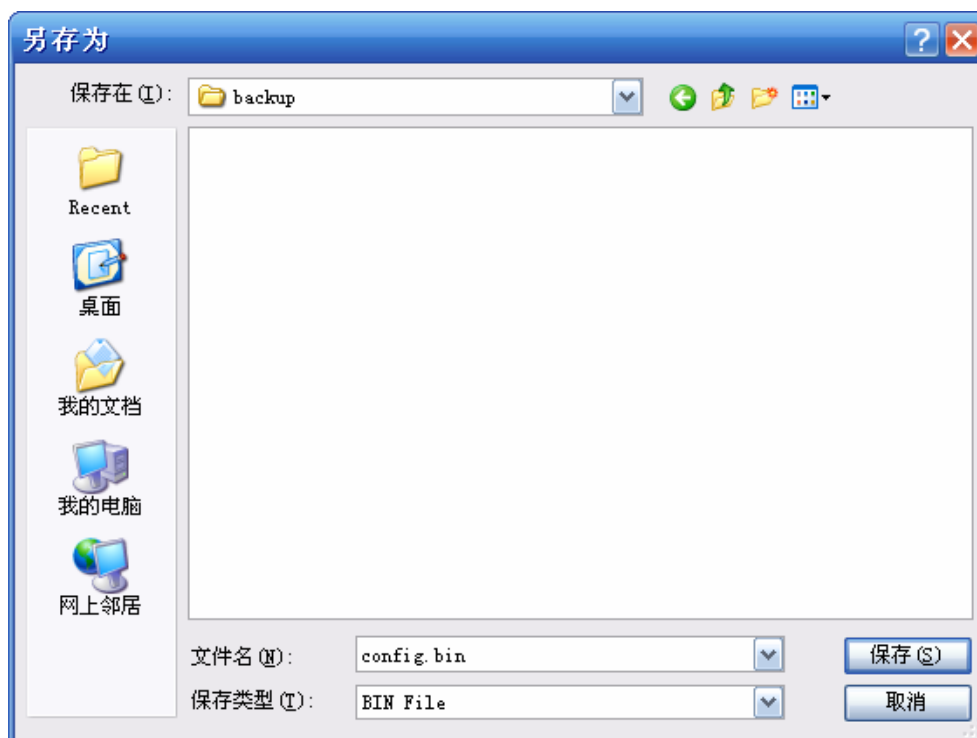 另存为
保存在(I):
backup
Recent
桌面
我的文档
我的电脑
网上邻居
文件名(N):
config.bin
保存(S)
保存类型(T):
BIN File
取消